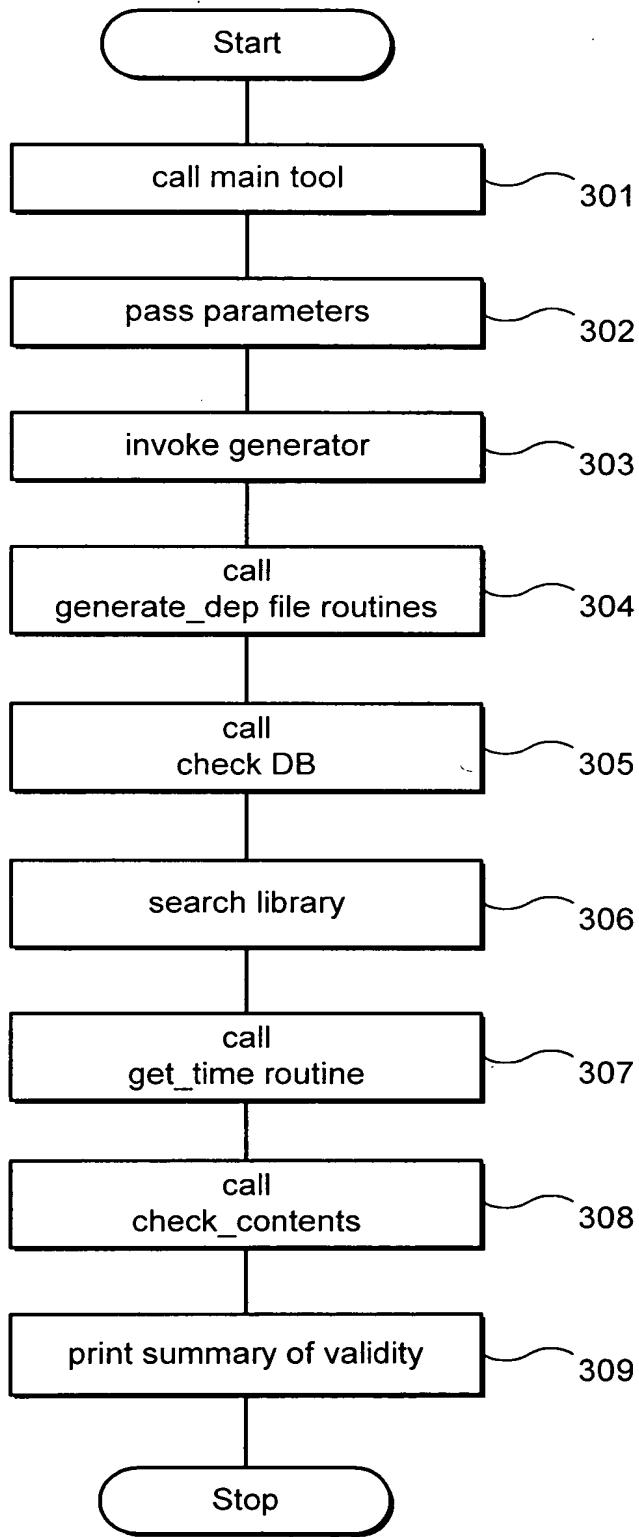 Start
call main tool
301
pass parameters
302
invoke generator
303
call
generate_dep file routines
304
call
check DB
305
search library
306
call
get_time routine
307
call
check_contents
308
print summary of validity
309
Stop